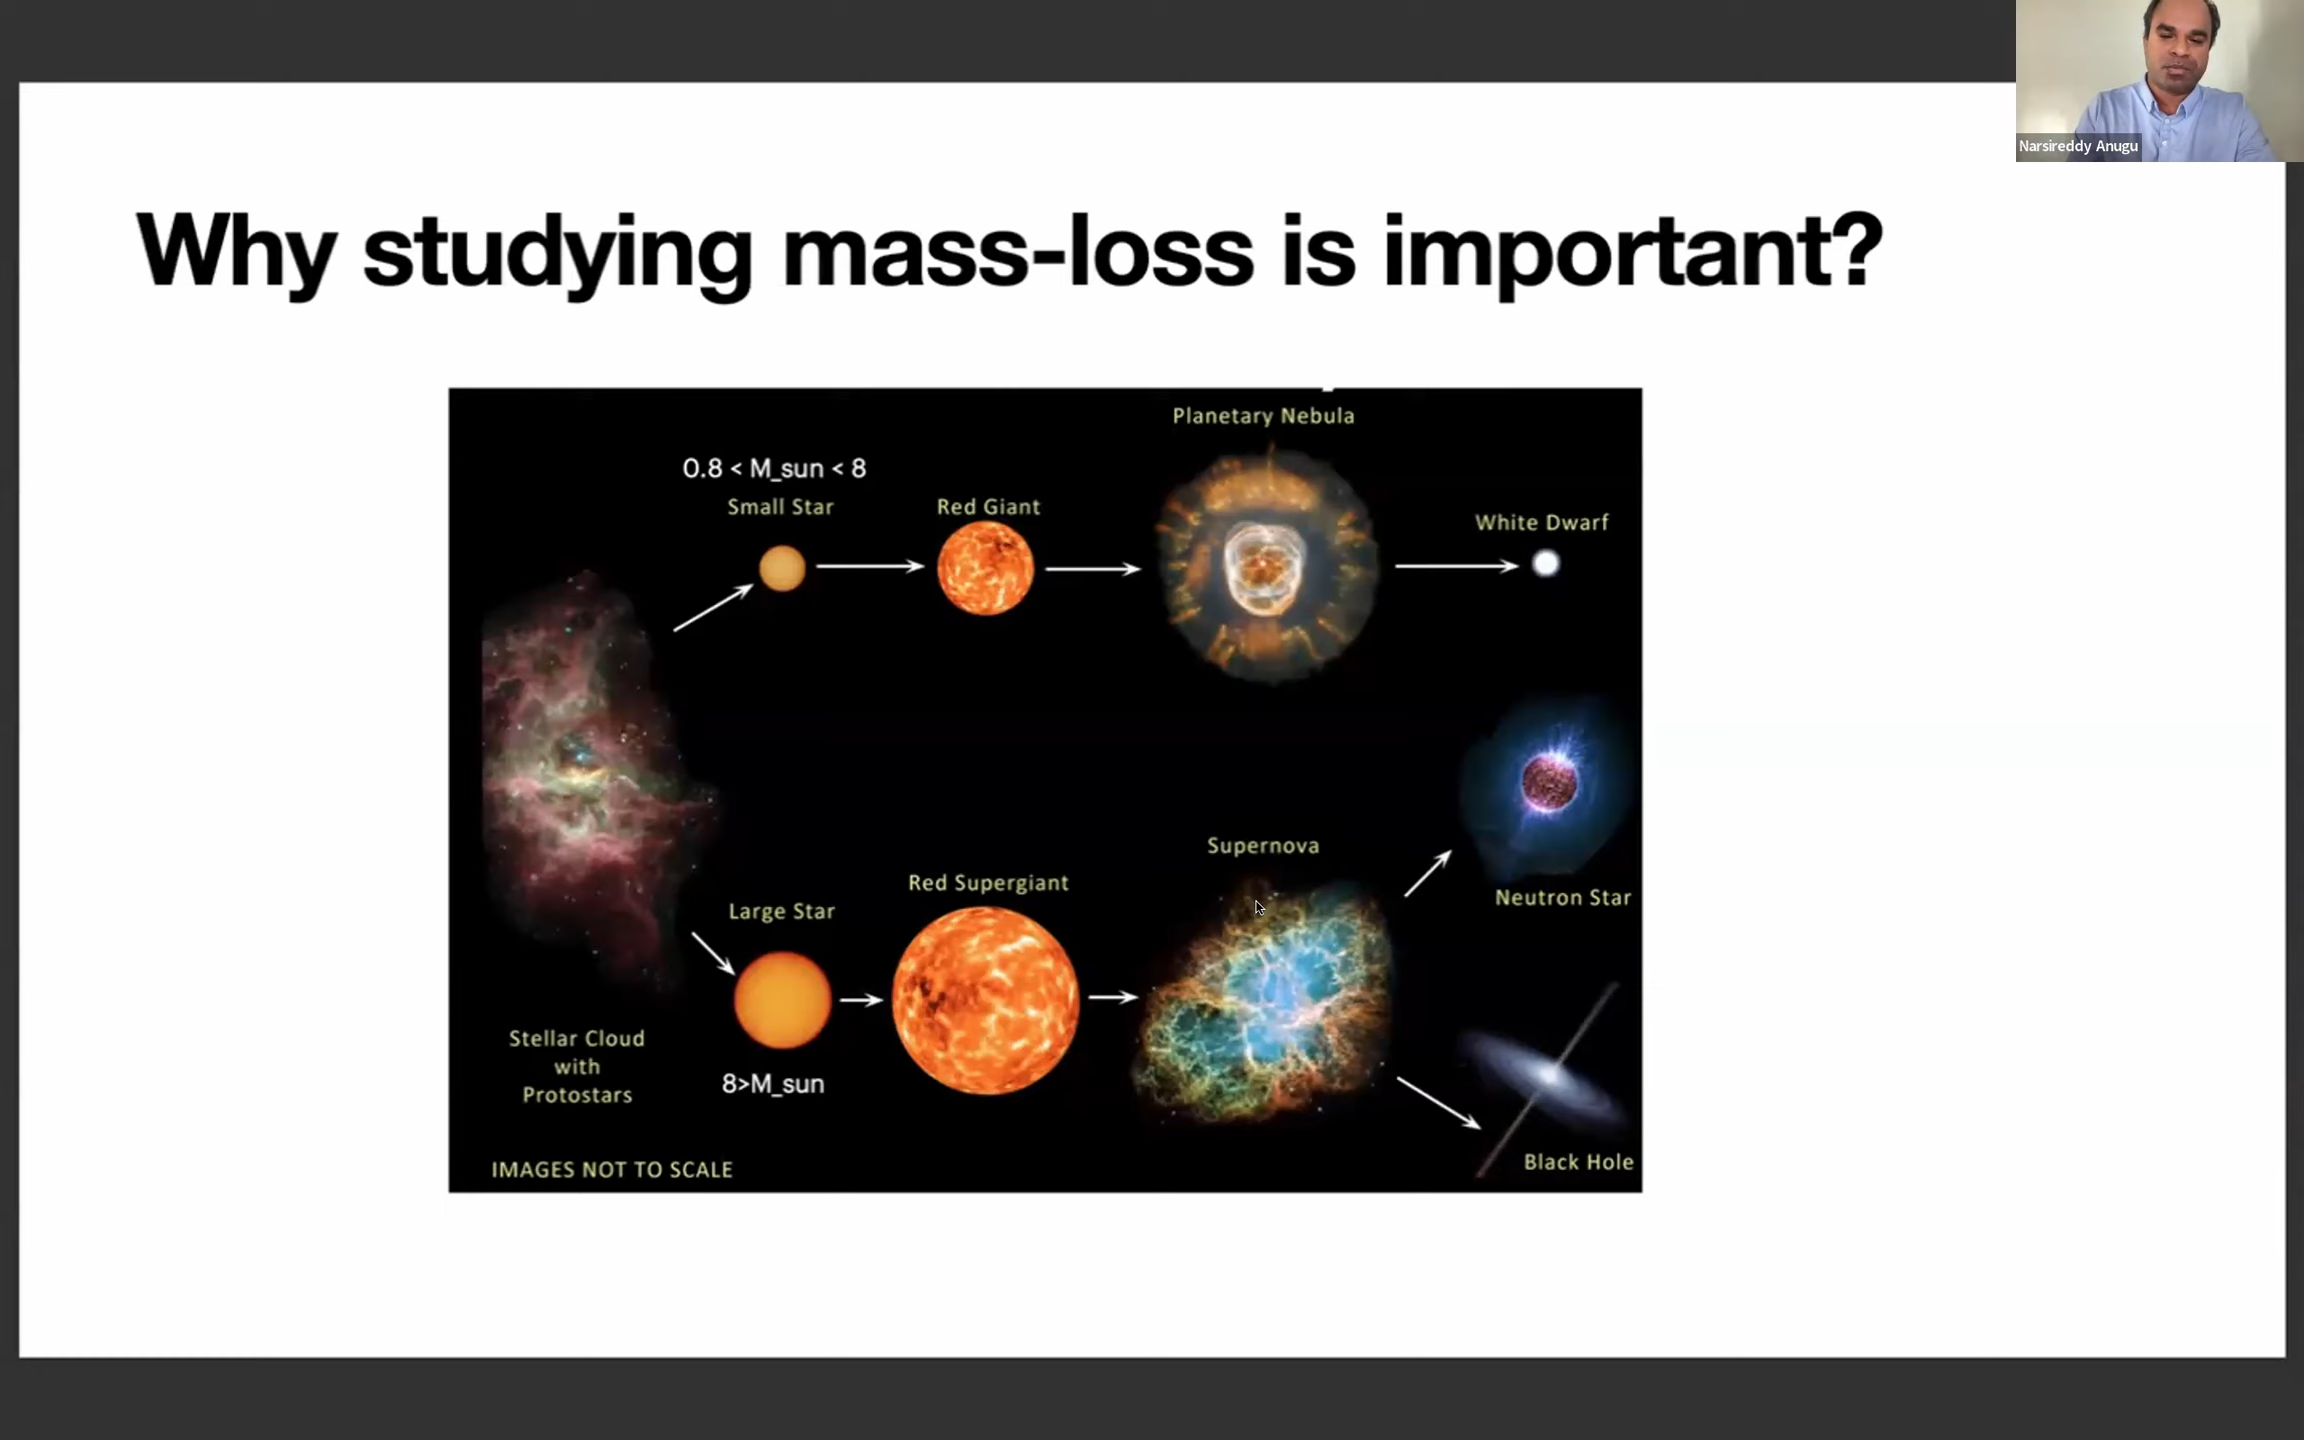 Narsireddy Anugu
Why studying mass-loss is important?
Planetary Nebula
0.8 < M_sun < 8
Small Star
Red Giant
White Dwarf
Supernova
Neutron Star
Red Supergiant
Large Star
8>M_sun
Stellar Cloud
with
Protostars
Black Hole
IMAGES NOT TO SCALE